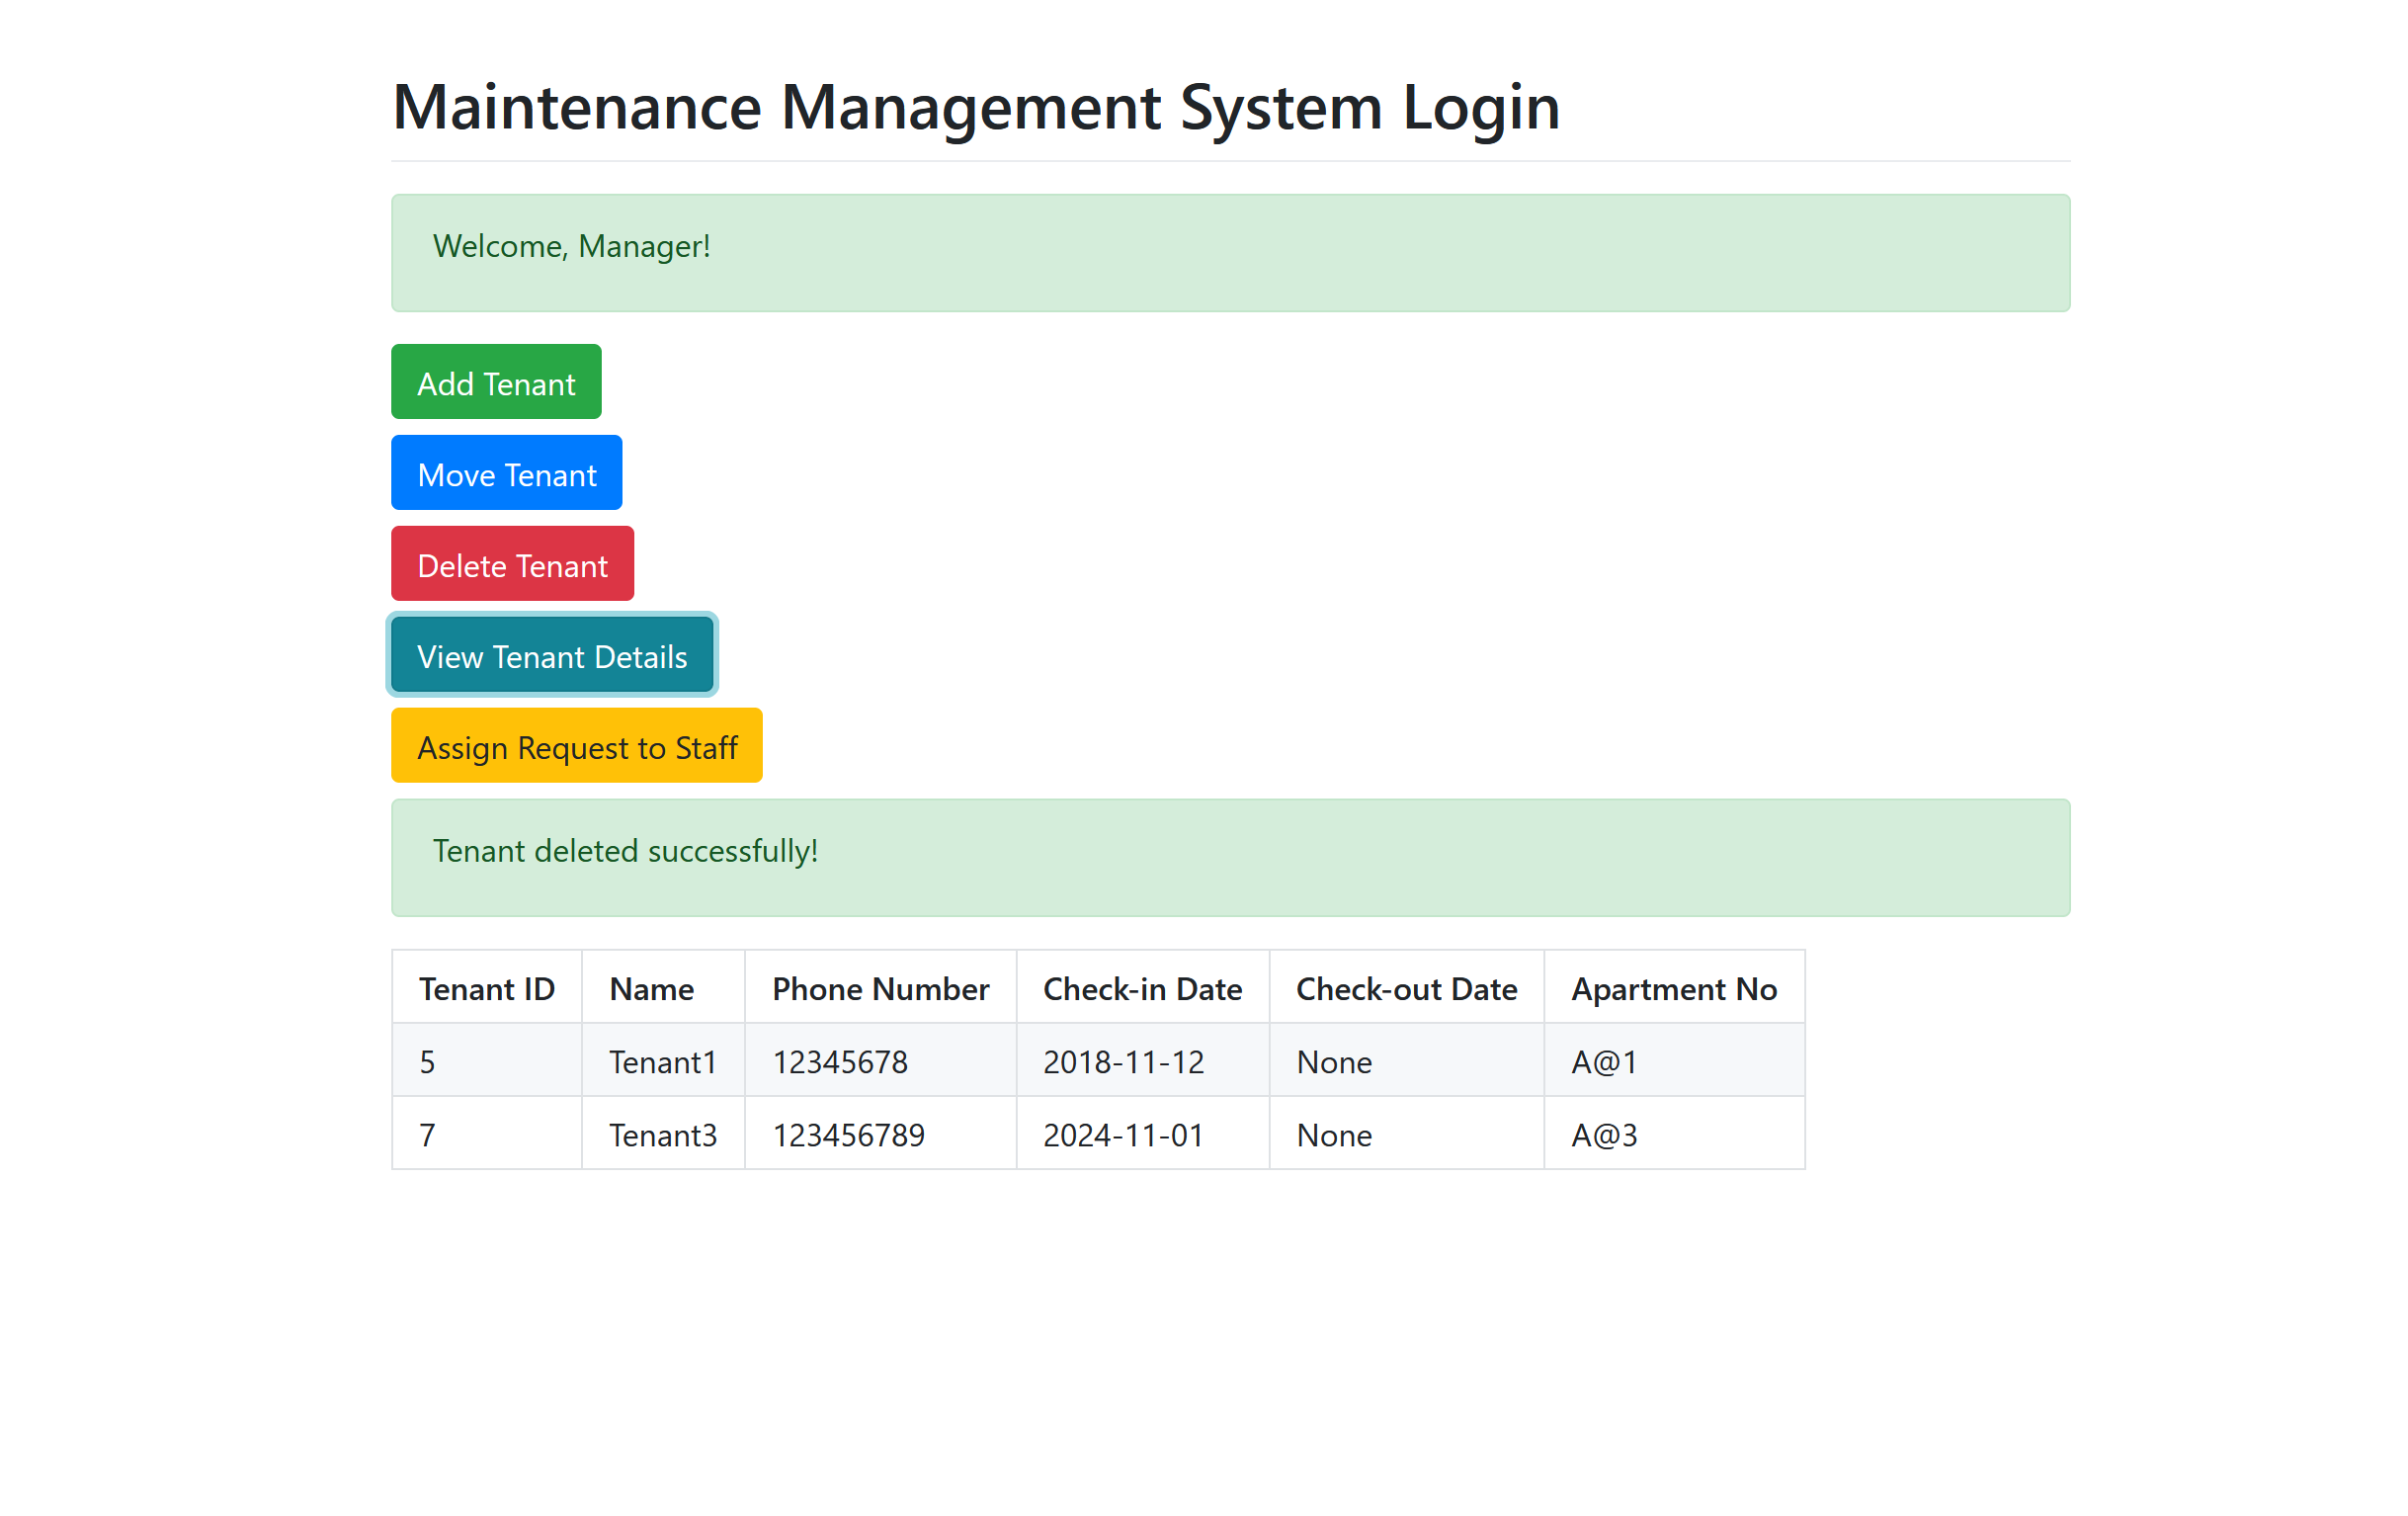 Maintenance Management System Login
Welcome, Manager!
Add Tenant
Move Tenant
Delete Tenant
View Tenant Details
Assign Request to Staff
Tenant deleted successfully!
Tenant ID Name Phone Number Check-in Date Check-out Date Apartment No
5 Tenant1 12345678 2018-11-12 None A@1
7 Tenant3 123456789 2024-11-01 None A@3